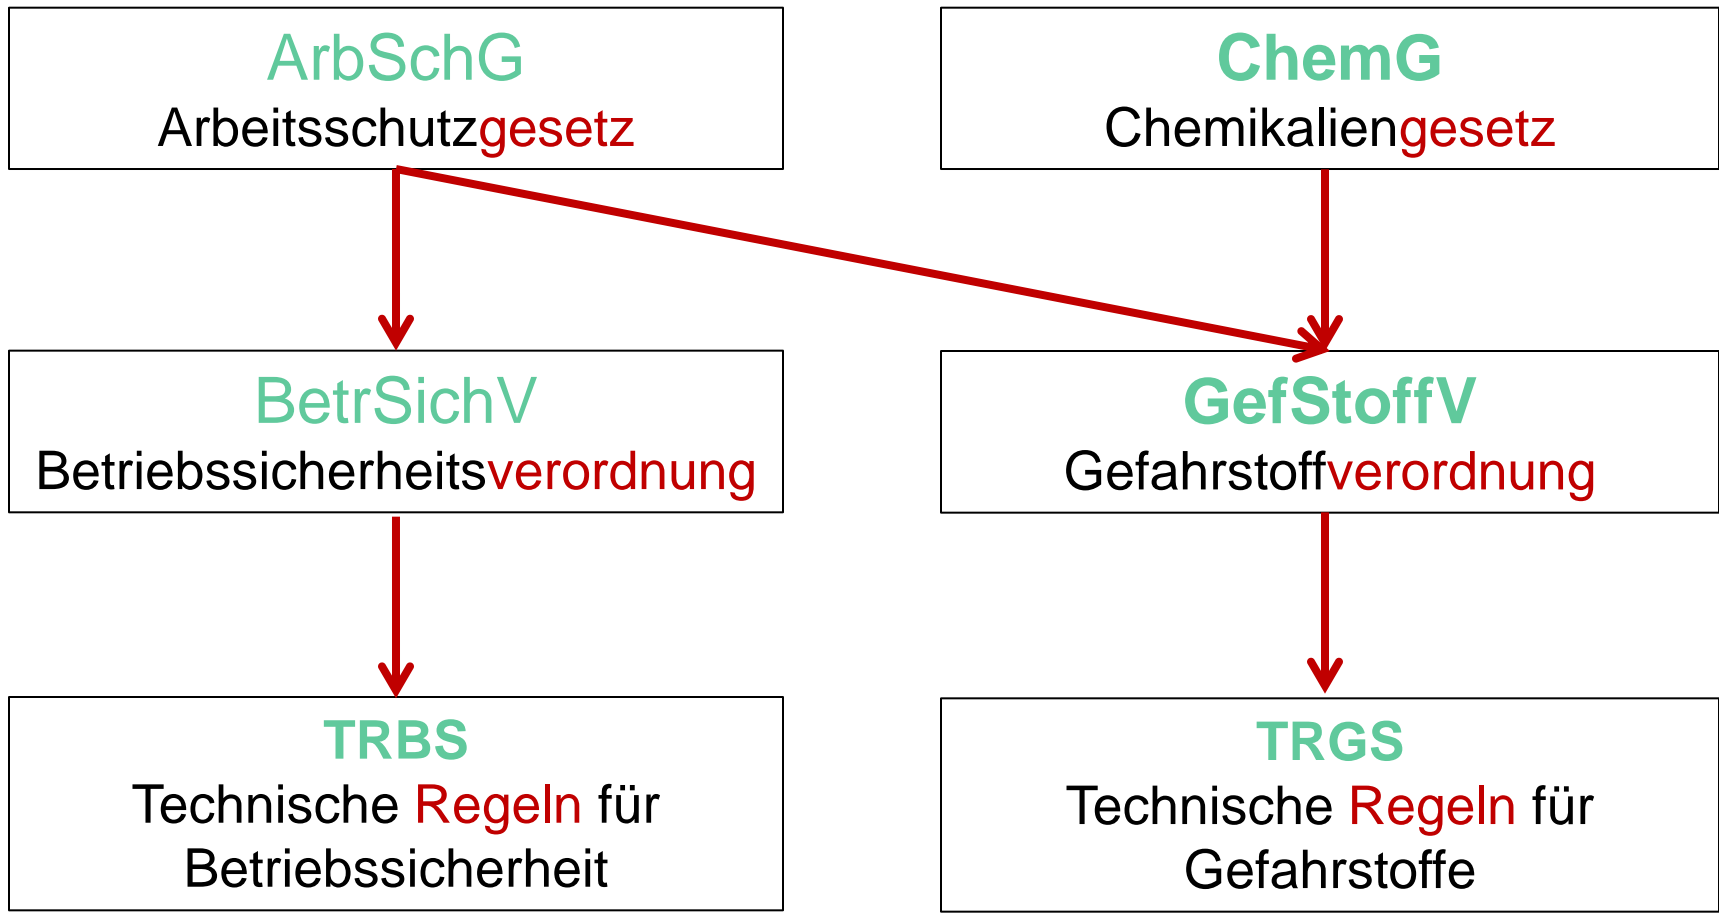 ArbSchG
Arbeitsschutzgesetz
ChemG
Chemikaliengesetz
BetrSichV
Betriebssicherheitsverordnung
GefStoffV
Gefahrstoffverordnung
TRBS
Technische Regeln für
Betriebssicherheit
TRGS
Technische Regeln für
Gefahrstoffe